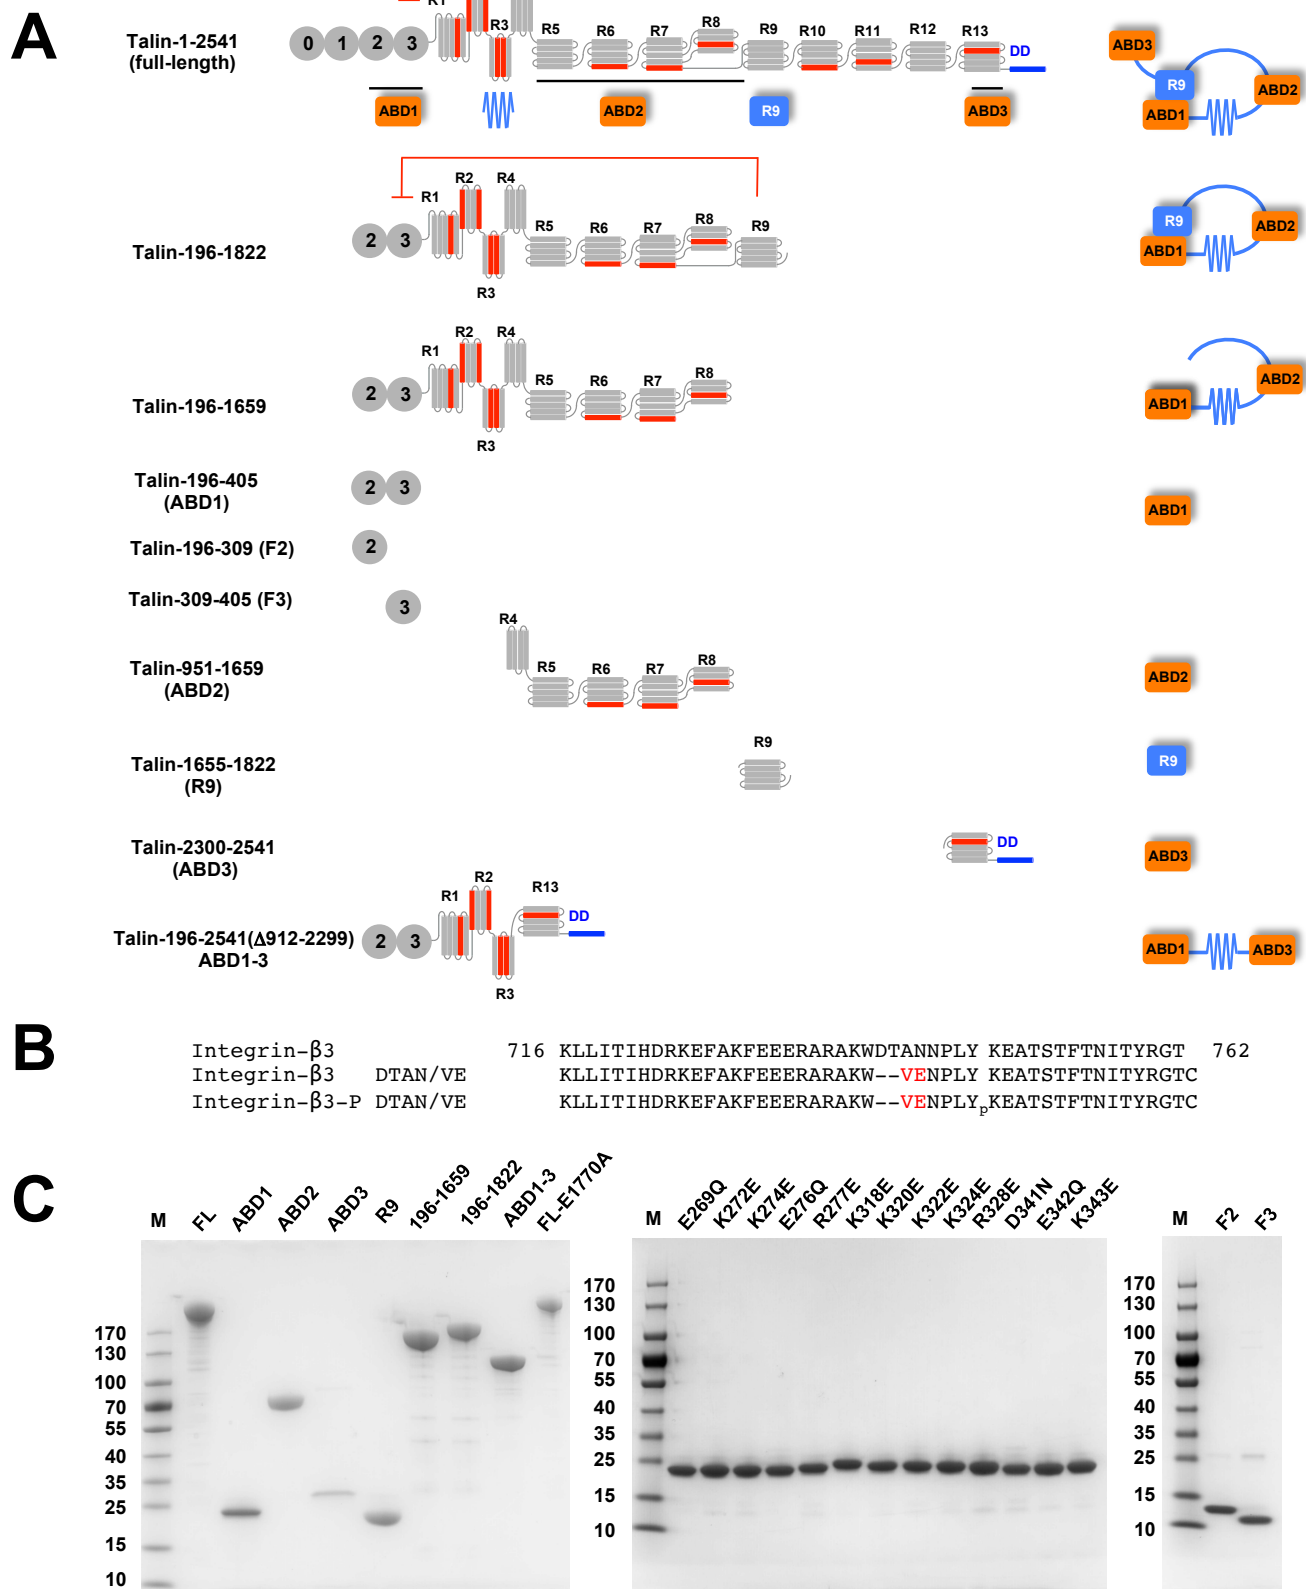 A
R1
R3
R5
R6
R7
R8
R9
R10
R11
R12
R13
DD
0 1 2 3
Talin-1-2541
(full-length)
ABD1
ABD2
R9
ABD3
ABD3
R9
ABD1
ABD2
Talin-196-1822
2 3
R1
R2
R3
R4
R5
R6
R7
R8
R9
R9
ABD1
ABD2
Talin-196-1659
2 3
R1
R2
R3
R4
R5
R6
R7
R8
ABD1
ABD2
Talin-196-405
(ABD1)
2 3
ABD1
Talin-196-309 (F2)
2
Talin-309-405 (F3)
3
Talin-951-1659
(ABD2)
R4
R5
R6
R7
R8
ABD2
Talin-1655-1822
(R9)
R9
R9
Talin-2300-2541
(ABD3)
DD
ABD3
Talin-196-2541(Δ912-2299)
ABD1-3
2 3
R1
R2
R3
R13
DD
ABD1
ABD3
B
Integrin-β3 716 KLLITIHDRKEFAKFEEERARAKWDTANNPLY KEATSTFTNITYRGT 762
Integrin-β3 DTAN/VE KLLITIHDRKEFAKFEEERARAKW--VENPLY KEATSTFTNITYRGTC
Integrin-β3-P DTAN/VE KLLITIHDRKEFAKFEEERARAKW--VENPLYpKEATSTFTNITYRGTC
C
M FL ABD1 ABD2 ABD3 R9 196-1659 196-1822 ABD1-3 FL-E1770A
170
130
100
70
55
40
35
25
15
10
M E269Q K272E K274E E276Q R277E K318E K320E K322E K324E R328E D341N E342Q K343E
170
130
100
70
55
40
35
25
15
10
M F2 F3
170
130
100
70
55
40
35
25
15
10